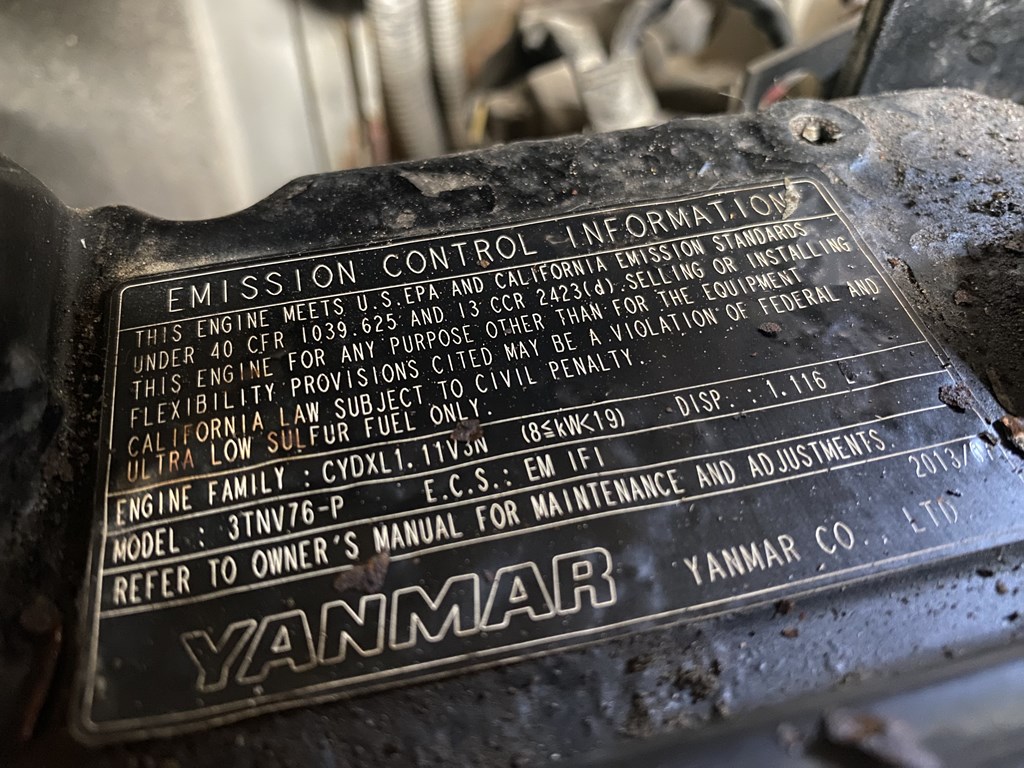 EMISSION CONTROL INFORMATION
THIS ENGINE MEETS U.S.EPA AND CALIFORNIA EMISSION STANDARDS
UNDER 40 CFR 1039.625 AND 13 CCR 2423(d). SELLING OR INSTALLING
THIS ENGINE FOR ANY PURPOSE OTHER THAN FOR THE EQUIPMENT
FLEXIBILITY PROVISIONS CITED MAY BE A VIOLATION OF FEDERAL AND
CALIFORNIA LAW SUBJECT TO CIVIL PENALTY.
ULTRA LOW SULFUR FUEL ONLY.
ENGINE FAMILY : CYDXL1.11V3N (8≦kW<19) DISP. : 1.116 L
MODEL : 3TNV76-P E.C.S.: EM IFI
REFER TO OWNER'S MANUAL FOR MAINTENANCE AND ADJUSTMENTS.
2013/
YANMAR YANMAR CO., LTD